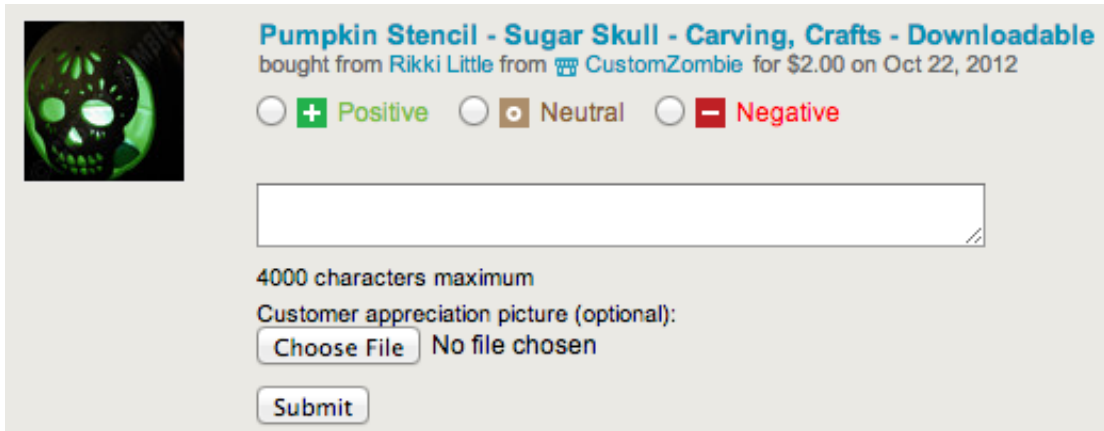 Pumpkin Stencil - Sugar Skull - Carving, Crafts - Downloadable
bought from Rikki Little from CustomZombie for $2.00 on Oct 22, 2012
Positive Neutral Negative
4000 characters maximum
Customer appreciation picture (optional):
Choose File No file chosen
Submit